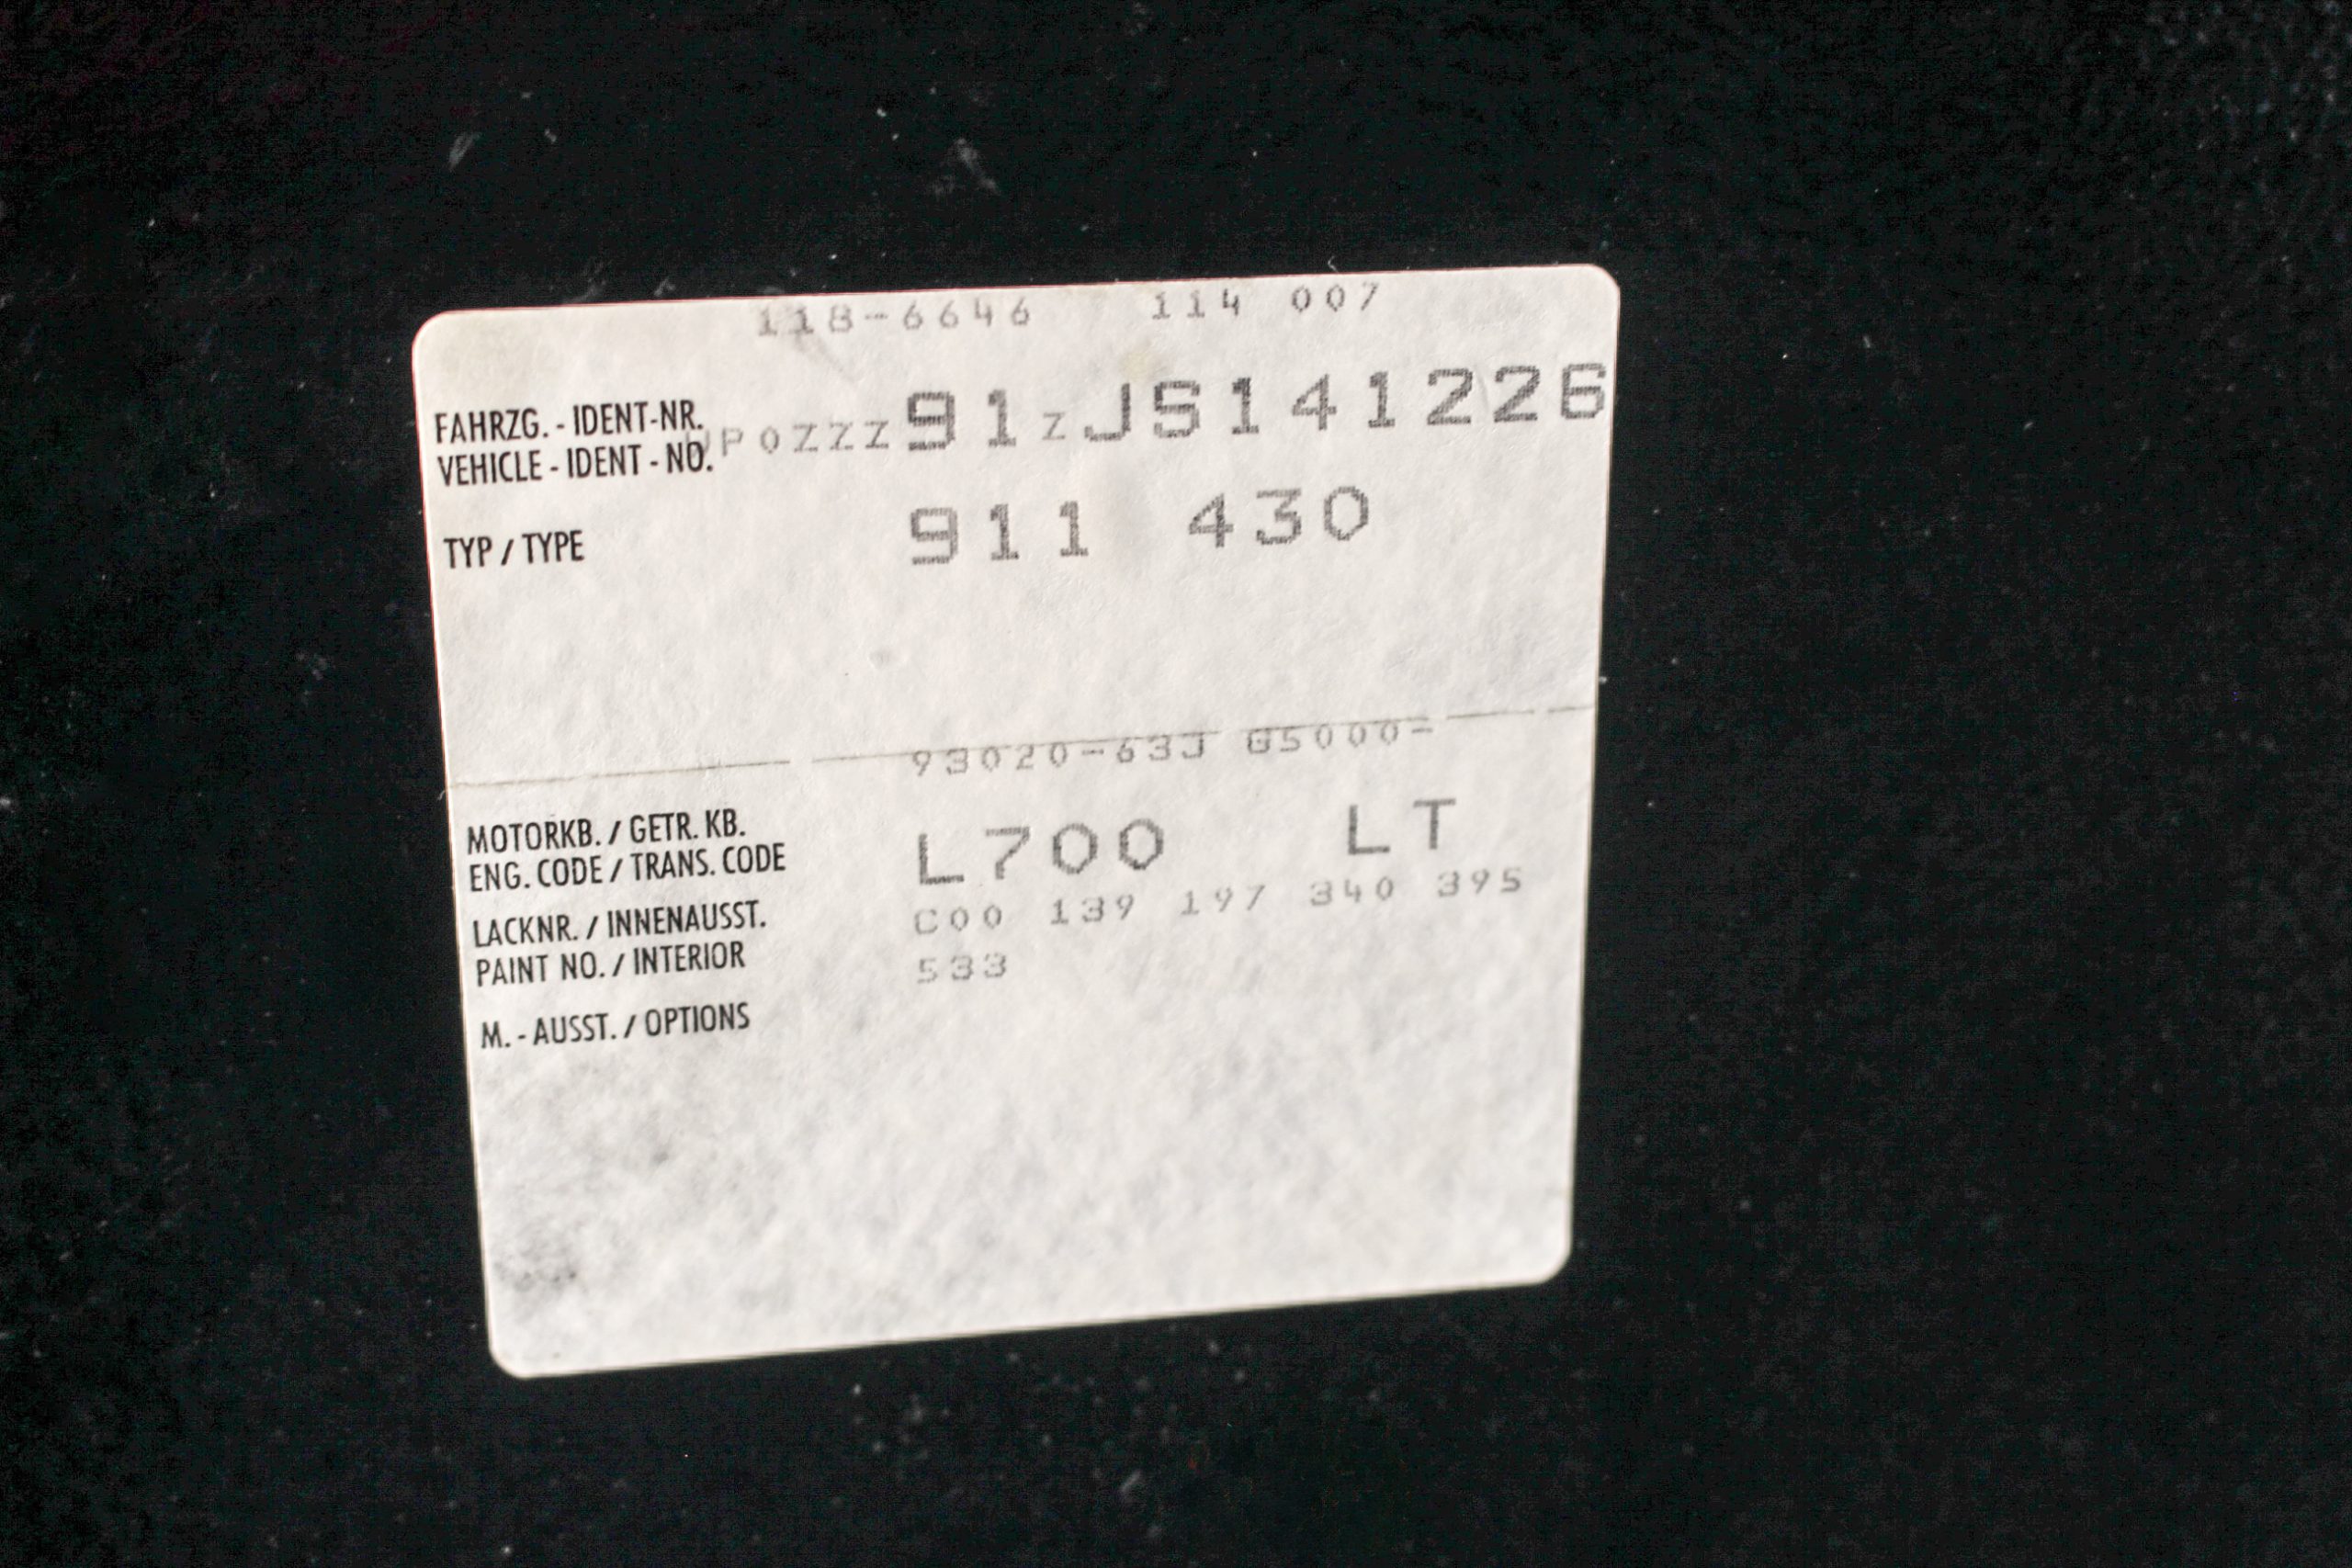 118-6646 114 007
FAHRZG. - IDENT-NR.
VEHICLE - IDENT - NO.
WP0ZZZ91ZJS141226
TYP / TYPE 911 430
93020-63J G5000-
MOTORKB. / GETR. KB.
ENG. CODE / TRANS. CODE
L700 LT
LACKNR. / INNENAUSST.
PAINT NO. / INTERIOR
C00 139 197 340 395
533
M. - AUSST. / OPTIONS